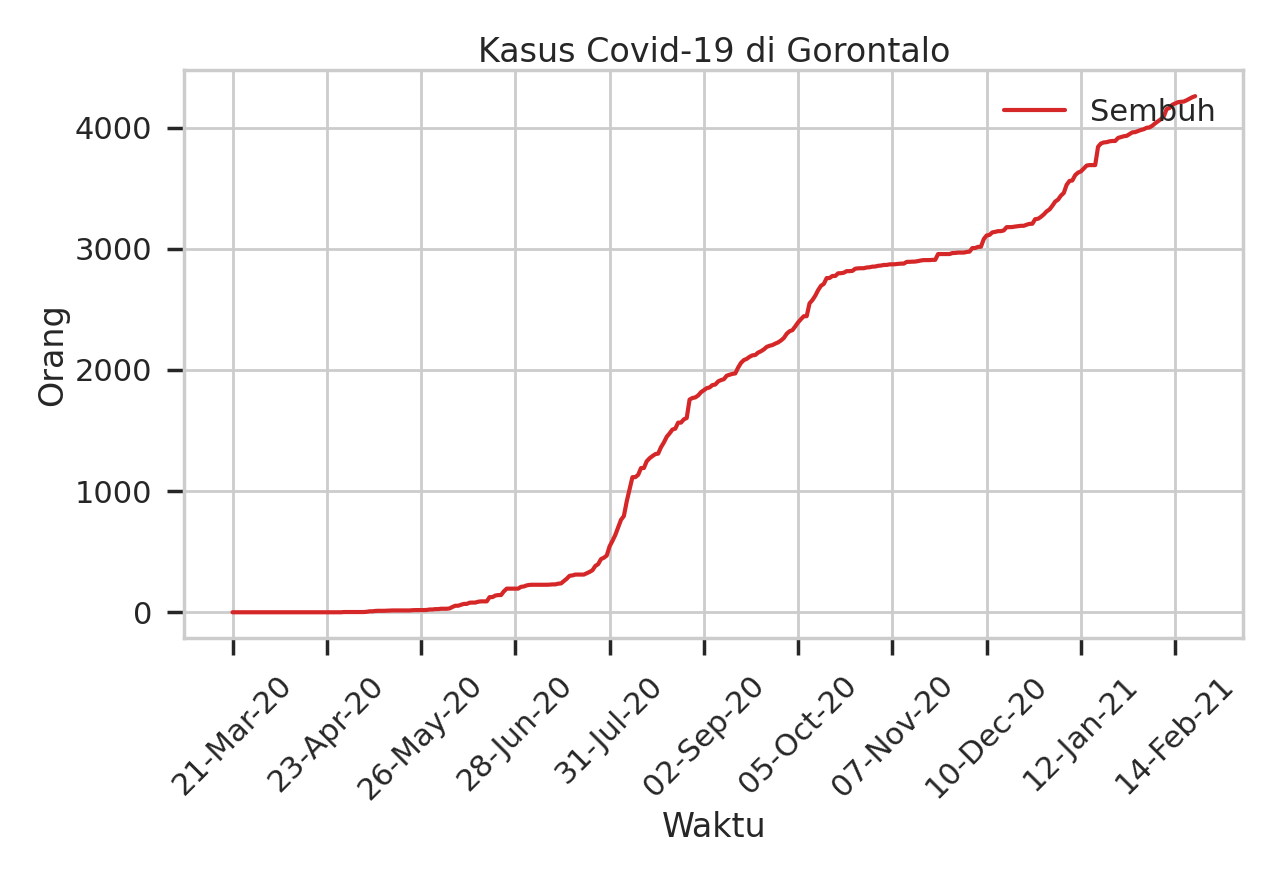 Kasus Covid-19 di Gorontalo
Sembuh
4000
3000
2000
1000
0
Orang
21-Mar-20
23-Apr-20
26-May-20
28-Jun-20
31-Jul-20
02-Sep-20
05-Oct-20
07-Nov-20
10-Dec-20
12-Jan-21
14-Feb-21
Waktu